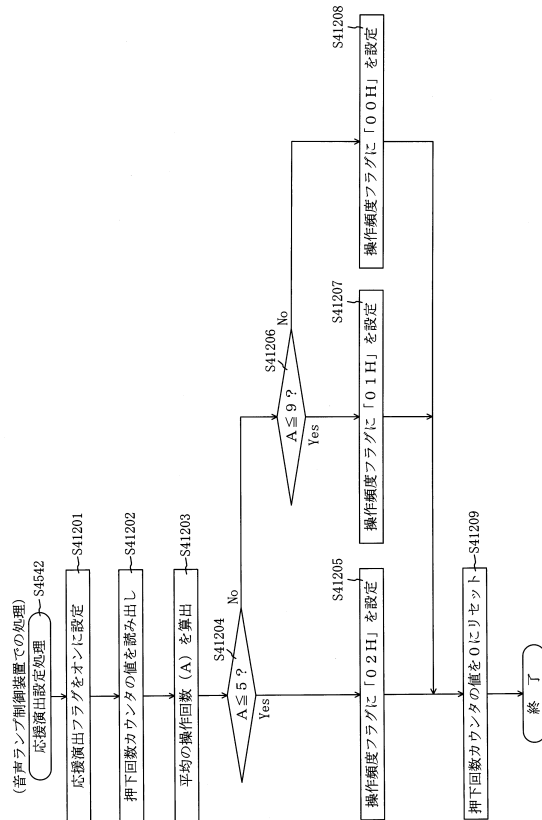 (音声ランプ制御装置での処理)
応援演出設定処理
S4542
応援演出フラグをオンに設定
S41201
押下回数カウンタの値を読み出し
S41202
平均の操作回数(A)を算出
S41203
S41204
A≦5?
No
Yes
S41206
A≦9?
No
Yes
S41205
操作頻度フラグに「02H」を設定
S41207
操作頻度フラグに「01H」を設定
S41208
操作頻度フラグに「00H」を設定
S41209
押下回数カウンタの値を0にリセット
終了